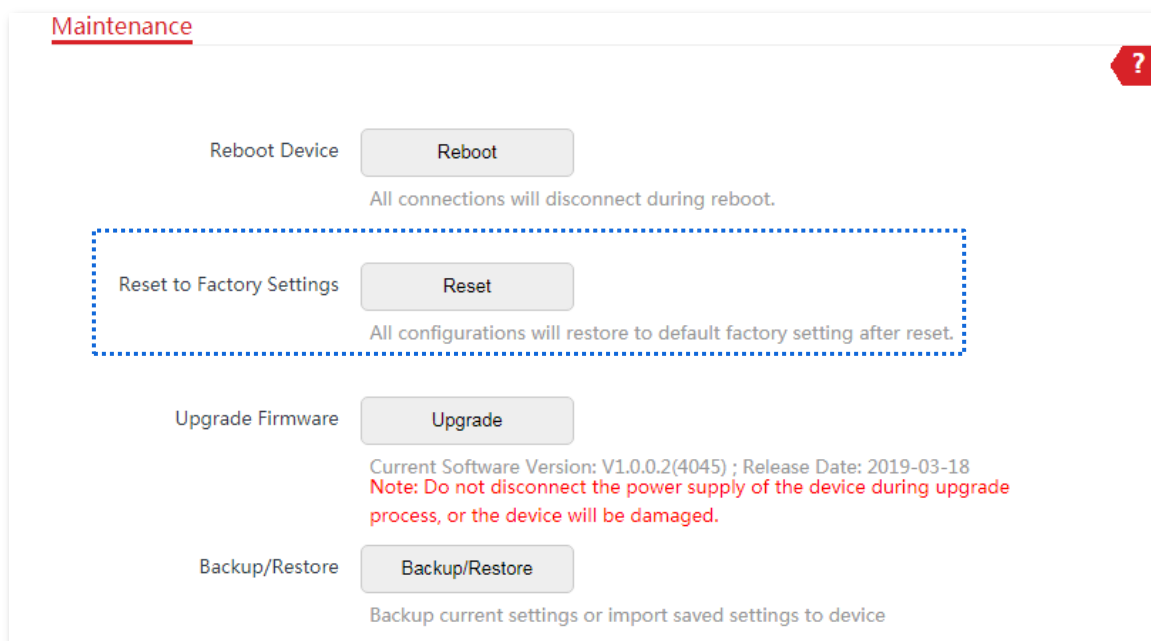 Maintenance
?
Reboot Device
Reboot
All connections will disconnect during reboot.
Reset to Factory Settings
Reset
All configurations will restore to default factory setting after reset.
Upgrade Firmware
Upgrade
Current Software Version: V1.0.0.2(4045) ; Release Date: 2019-03-18
Note: Do not disconnect the power supply of the device during upgrade
process, or the device will be damaged.
Backup/Restore
Backup/Restore
Backup current settings or import saved settings to device